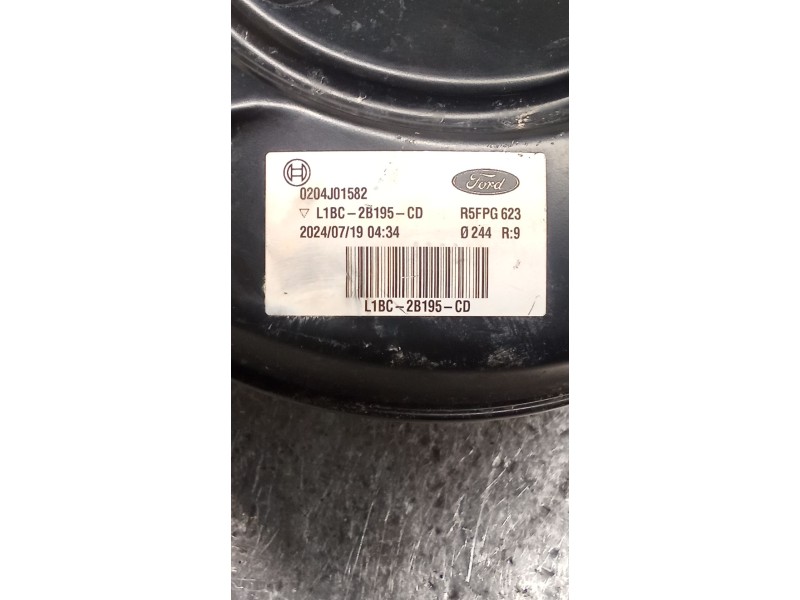 Ford
0204J01582
▽ L1BC-2B195-CD R5FPG 623
2024/07/19 04:34 Ø 244 R:9
L1BC-2B195-CD